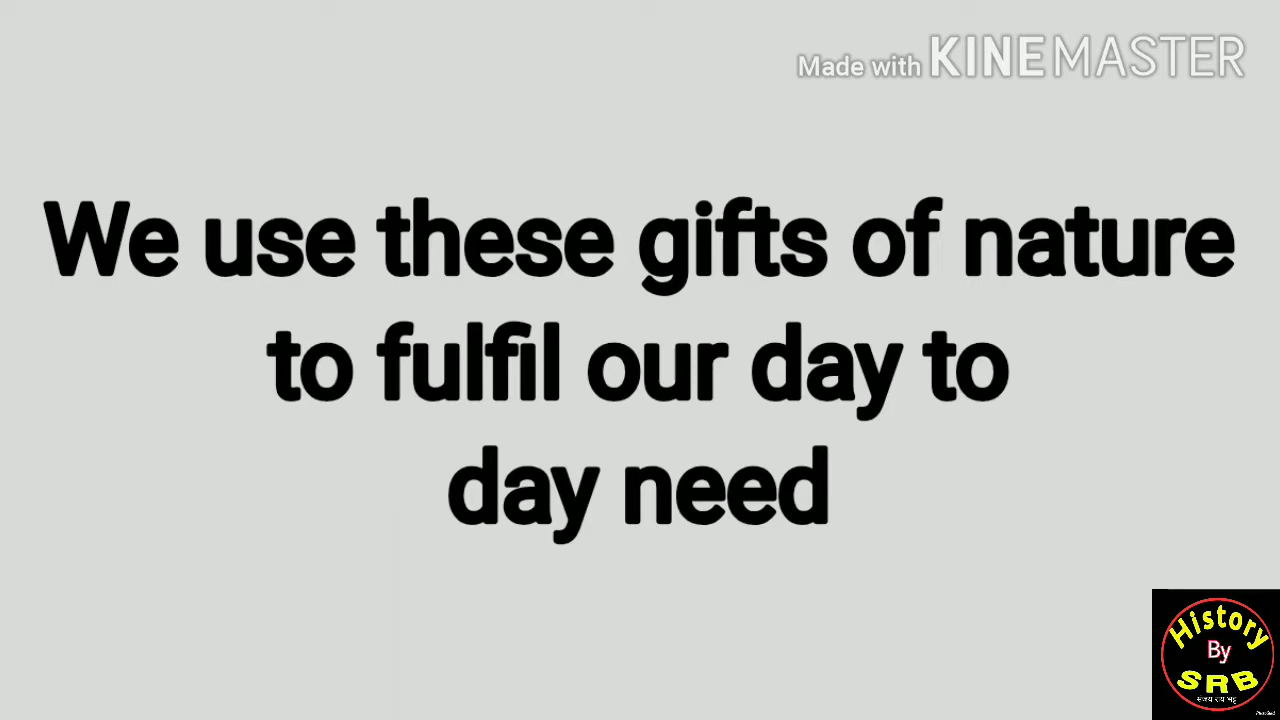 Made with KINEMASTER
We use these gifts of nature
to fulfil our day to
day need
History
By
SRB